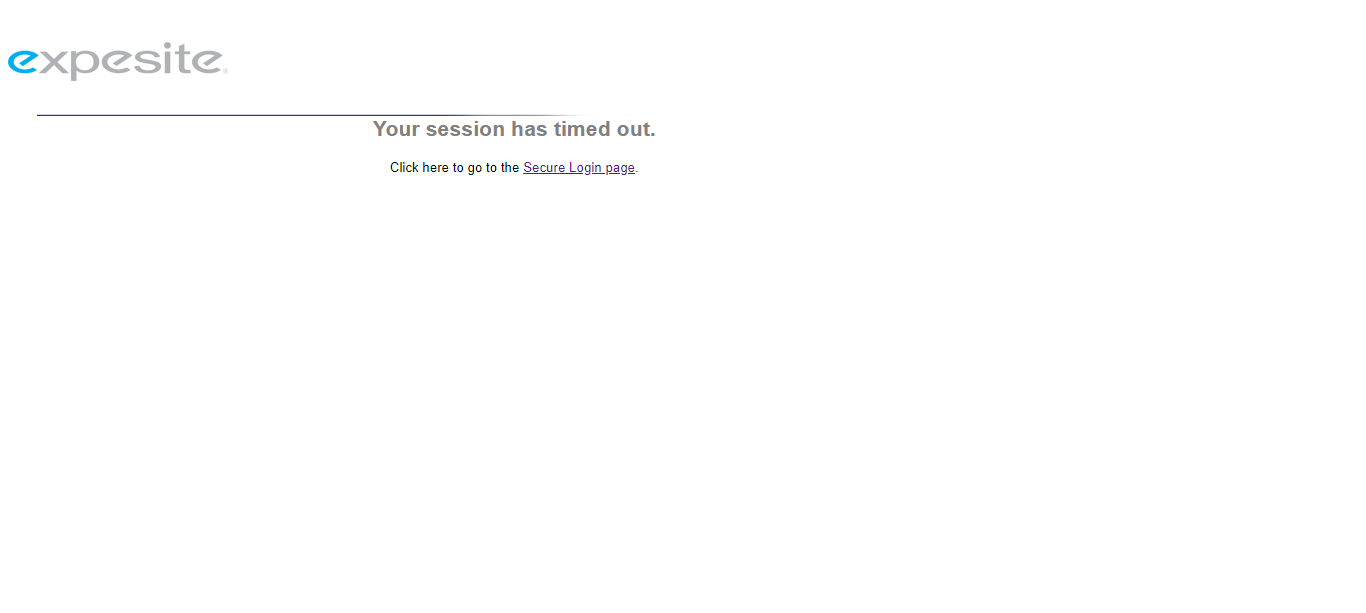 expesite®
Your session has timed out.
Click here to go to the Secure Login page.